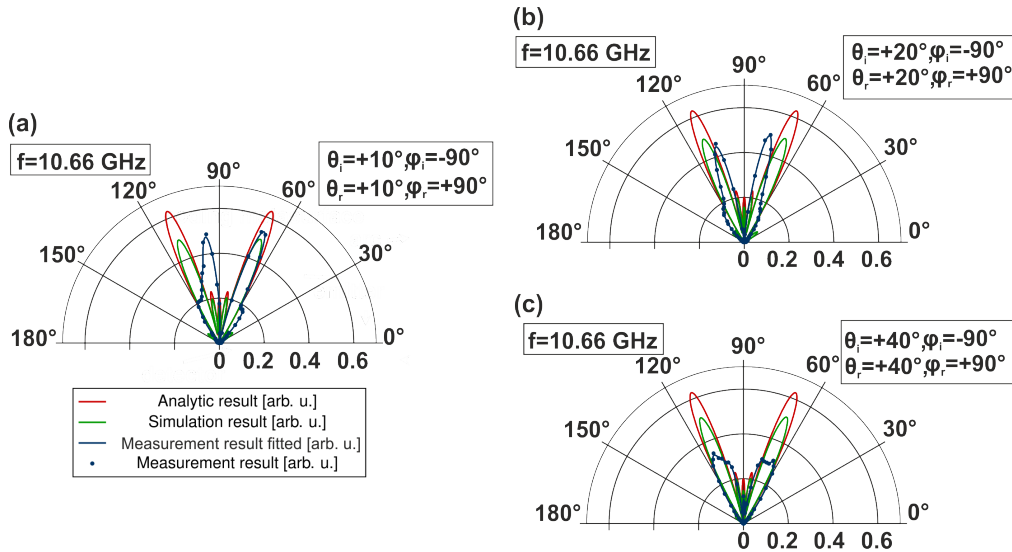 (a)
f=10.66 GHz
θi=+10°,φi=-90°
θr=+10°,φr=+90°
90°
120°
60°
150°
30°
180°
0°
0 0.2 0.4 0.6
Analytic result [arb. u.]
Simulation result [arb. u.]
Measurement result fitted [arb. u.]
Measurement result [arb. u.]
(b)
f=10.66 GHz
θi=+20°,φi=-90°
θr=+20°,φr=+90°
90°
120°
60°
150°
30°
180°
0°
0 0.2 0.4 0.6
(c)
f=10.66 GHz
θi=+40°,φi=-90°
θr=+40°,φr=+90°
90°
120°
60°
150°
30°
180°
0°
0 0.2 0.4 0.6